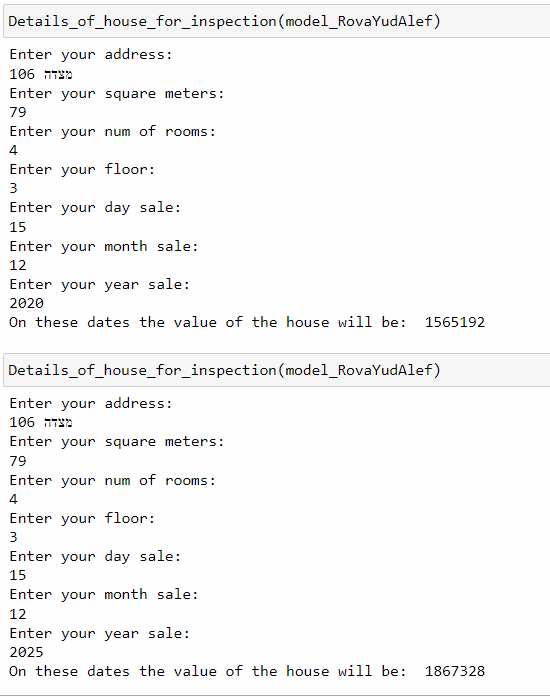 Details_of_house_for_inspection(model_RovaYudAlef)
Enter your address:
106 מצדה
Enter your square meters:
79
Enter your num of rooms:
4
Enter your floor:
3
Enter your day sale:
15
Enter your month sale:
12
Enter your year sale:
2020
On these dates the value of the house will be:  1565192
Details_of_house_for_inspection(model_RovaYudAlef)
Enter your address:
106 מצדה
Enter your square meters:
79
Enter your num of rooms:
4
Enter your floor:
3
Enter your day sale:
15
Enter your month sale:
12
Enter your year sale:
2025
On these dates the value of the house will be:  1867328